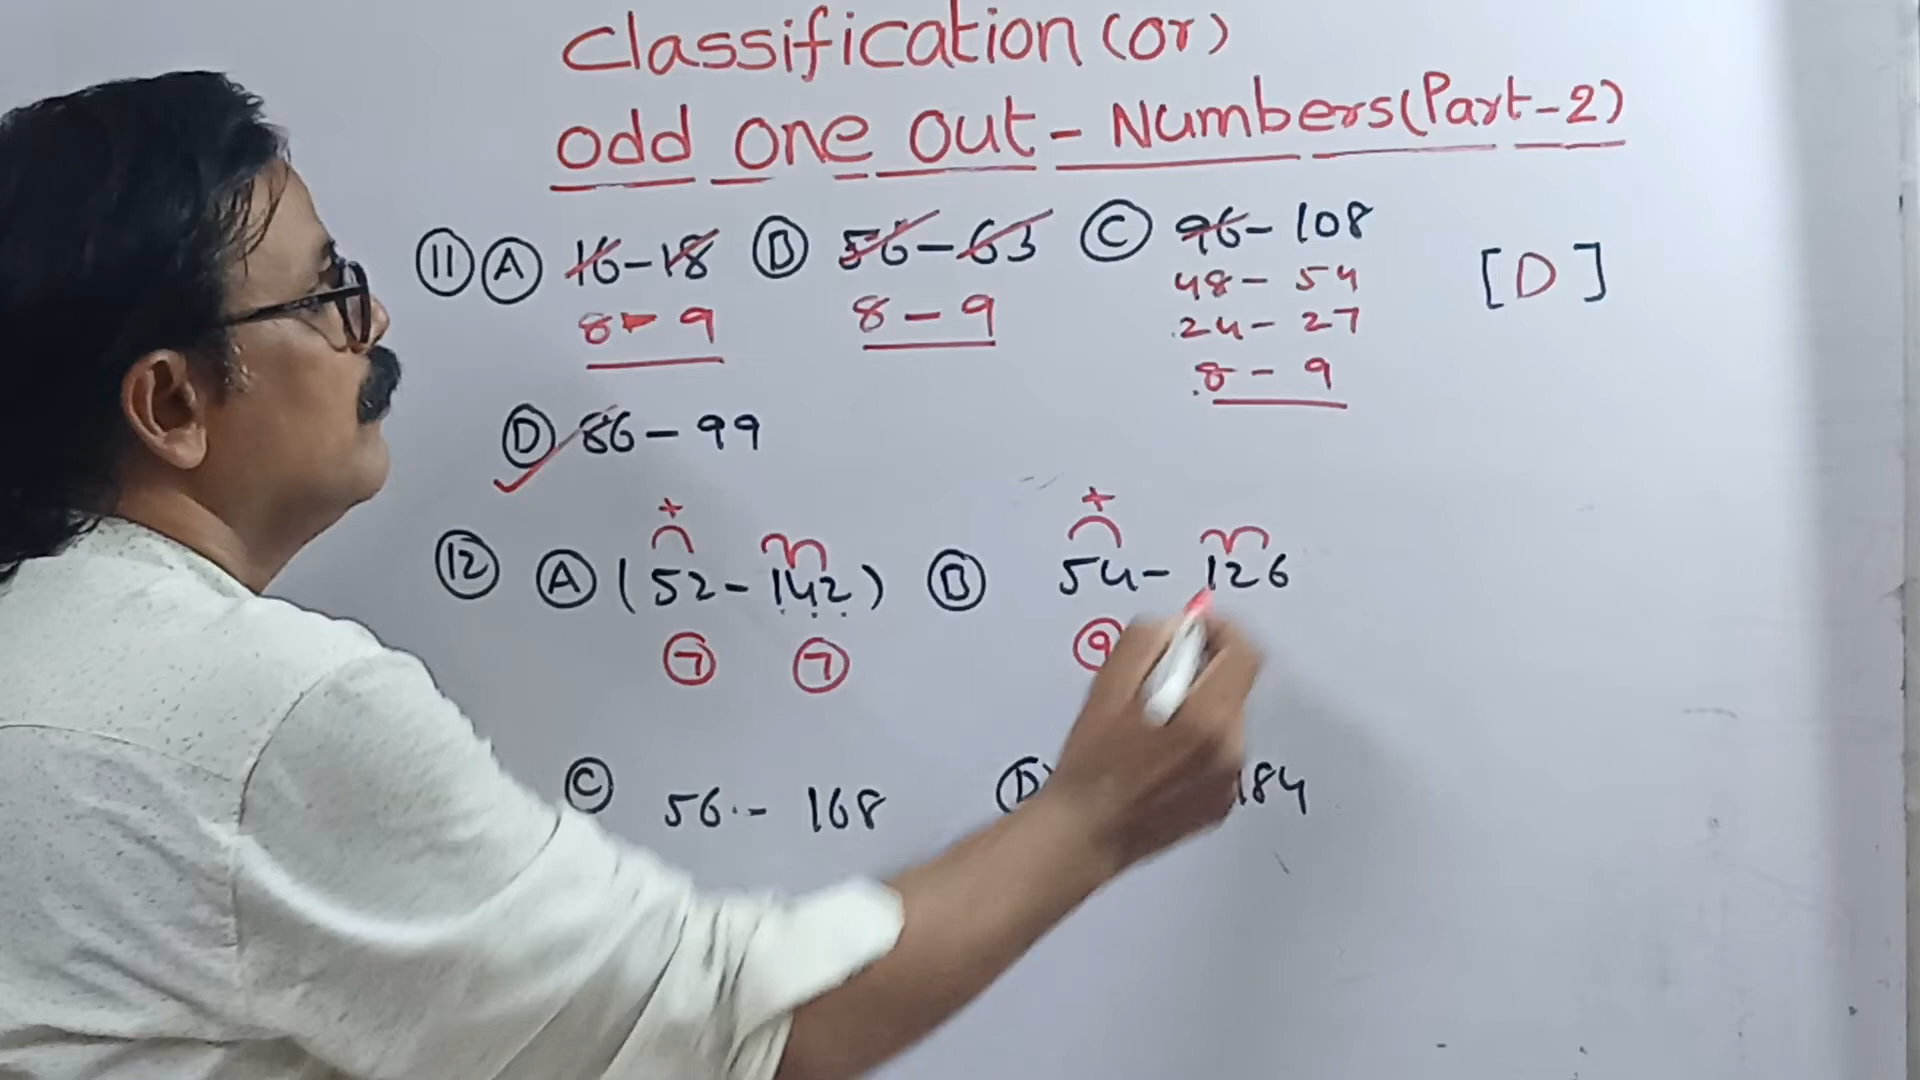 Classification (or)
odd one out - Numbers (Part-2)
11 A 16-18 B 56-63 C 96-108 [D]
8-9 8-9 48-54
24-27
8-9
D 86-99
+ +
12 A (52-142) B 54-126
7 7 9
C 56-168 D 184